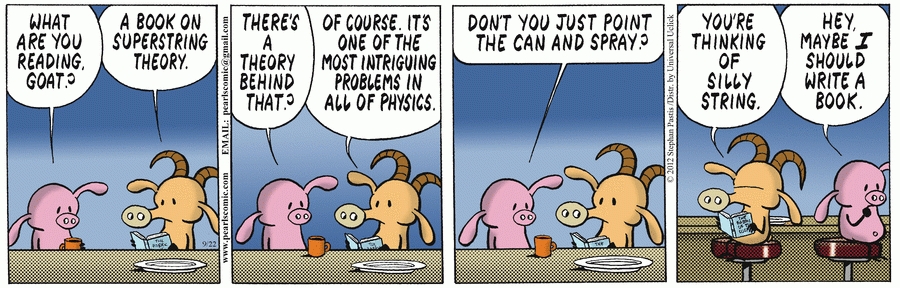 WHAT
ARE YOU
READING,
GOAT?
A BOOK ON
SUPERSTRING
THEORY.
9/22
www.pearlscomic.com EMAIL: pearlscomic@gmail.com
THERE'S
A
THEORY
BEHIND
THAT?
OF COURSE. IT'S
ONE OF THE
MOST INTRIGUING
PROBLEMS IN
ALL OF PHYSICS.
DON'T YOU JUST POINT
THE CAN AND SPRAY?
© 2012 Stephan Pastis /Distr. by Universal Uclick
YOU'RE
THINKING
OF
SILLY
STRING.
HEY,
MAYBE I
SHOULD
WRITE A
BOOK.